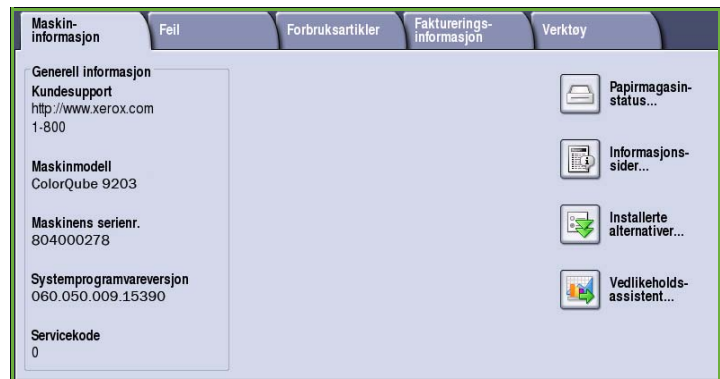 Maskin-
informasjon
Feil
Forbruksartikler
Fakturerings-
informasjon
Verktøy
Generell informasjon
Kundesupport
http://www.xerox.com
1-800
Maskinmodell
ColorQube 9203
Maskinens serienr.
804000278
Systemprogramvareversjon
060.050.009.15390
Servicekode
0
Papirmagasin-
status...
Informasjons-
sider...
Installerte
alternativer...
Vedlikeholds-
assistent...